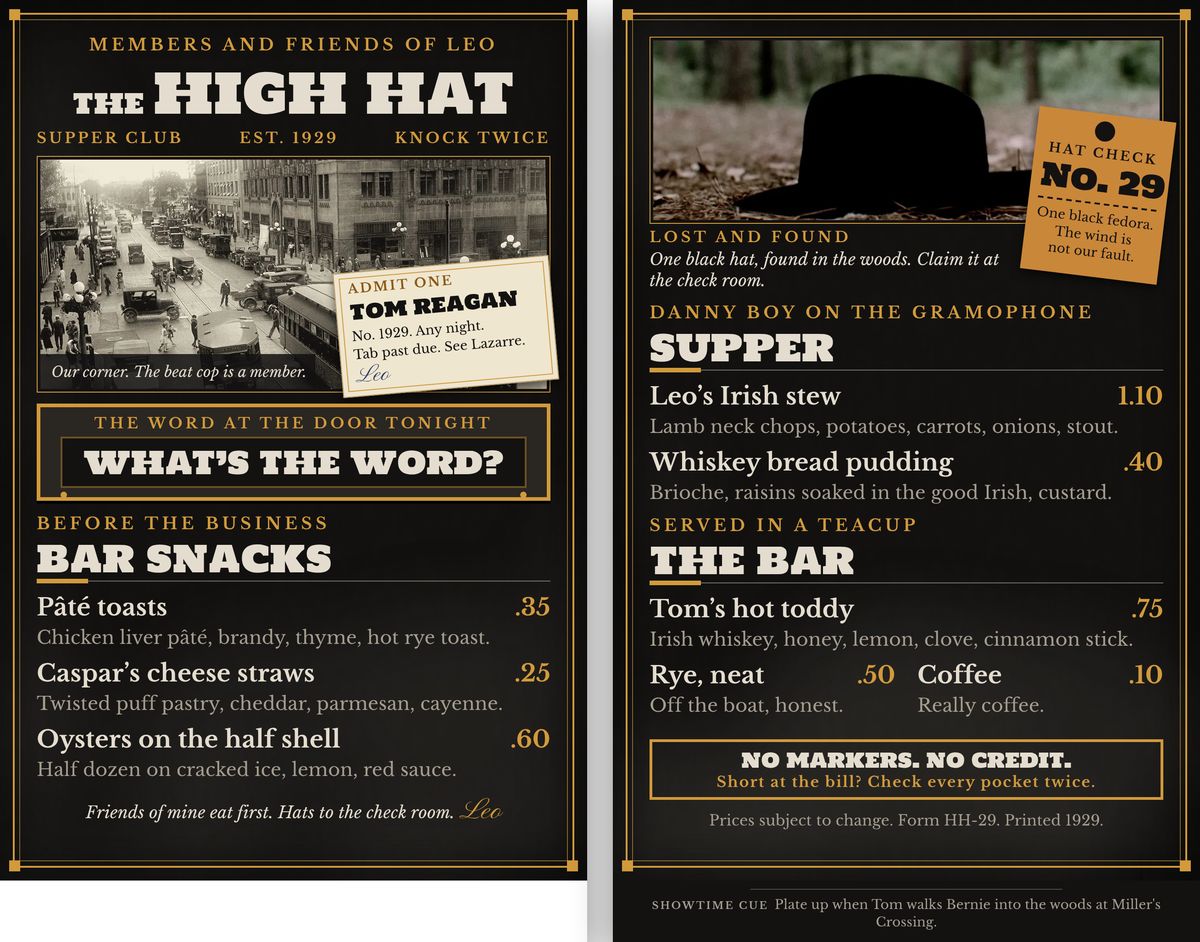 MEMBERS AND FRIENDS OF LEO
THE HIGH HAT
SUPPER CLUB EST. 1929 KNOCK TWICE
ADMIT ONE
TOM REAGAN
No. 1929. Any night.
Tab past due. See Lazarre.
Leo
Our corner. The beat cop is a member.
THE WORD AT THE DOOR TONIGHT
WHAT'S THE WORD?
BEFORE THE BUSINESS
BAR SNACKS
Pâté toasts .35
Chicken liver pâté, brandy, thyme, hot rye toast.
Caspar's cheese straws .25
Twisted puff pastry, cheddar, parmesan, cayenne.
Oysters on the half shell .60
Half dozen on cracked ice, lemon, red sauce.
Friends of mine eat first. Hats to the check room. Leo
HAT CHECK
No. 29
One black fedora.
The wind is
not our fault.
LOST AND FOUND
One black hat, found in the woods. Claim it at
the check room.
DANNY BOY ON THE GRAMOPHONE
SUPPER
Leo's Irish stew 1.10
Lamb neck chops, potatoes, carrots, onions, stout.
Whiskey bread pudding .40
Brioche, raisins soaked in the good Irish, custard.
SERVED IN A TEACUP
THE BAR
Tom's hot toddy .75
Irish whiskey, honey, lemon, clove, cinnamon stick.
Rye, neat .50 Coffee .10
Off the boat, honest. Really coffee.
NO MARKERS. NO CREDIT.
Short at the bill? Check every pocket twice.
Prices subject to change. Form HH-29. Printed 1929.
SHOWTIME CUE Plate up when Tom walks Bernie into the woods at Miller's
Crossing.